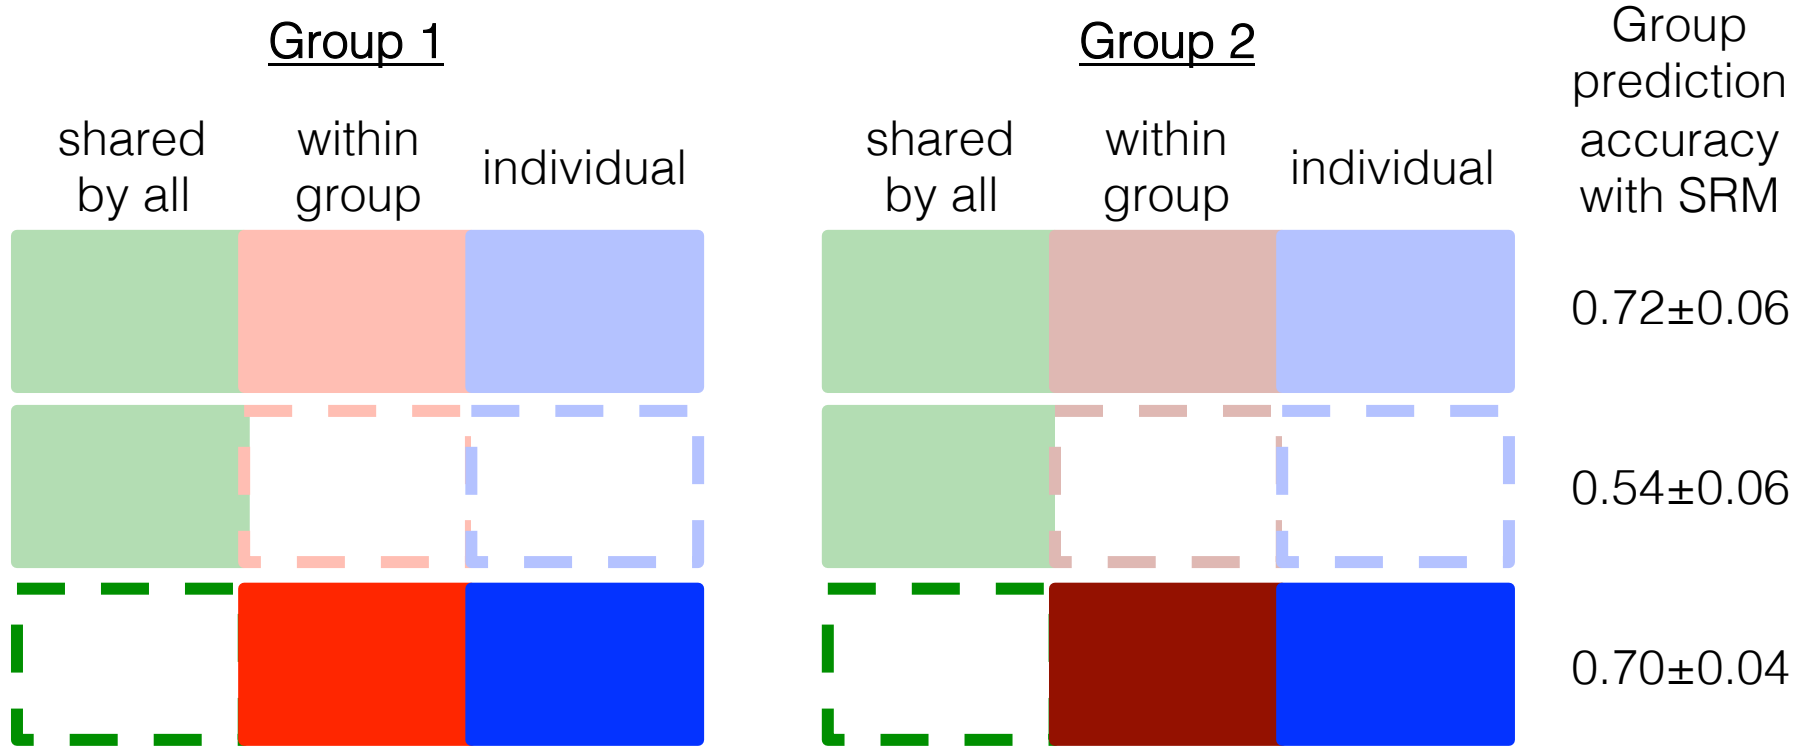 Group 1
shared
by all
within
group
individual
Group 2
shared
by all
within
group
individual
Group
prediction
accuracy
with SRM
0.72±0.06
0.54±0.06
0.70±0.04